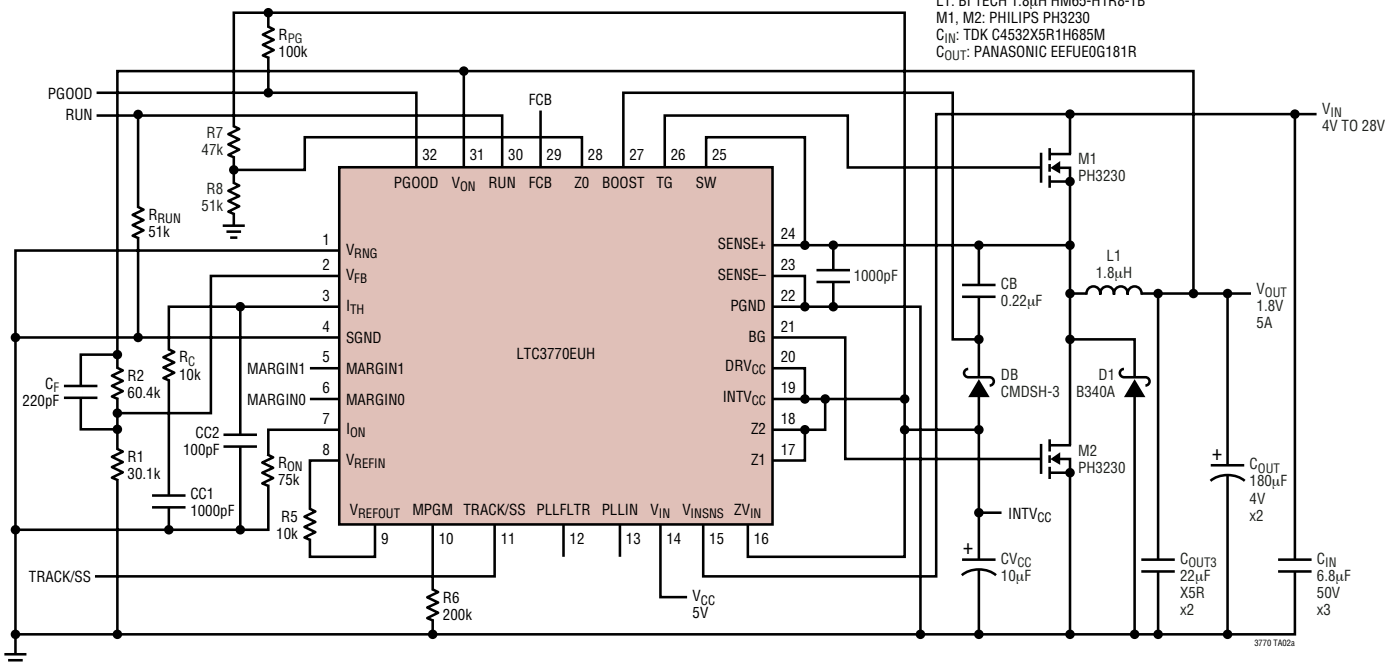 L1: BI TECH 1.8µH HM65-H1R8-TB
M1, M2: PHILIPS PH3230
CIN: TDK C4532X5R1H685M
COUT: PANASONIC EEFUE0G181R
RPG
100k
PGOOD
RUN
FCB
VIN
4V TO 28V
R7
47k
R8
51k
RRUN
51k
32
31
30
29
28
27
26
25
PGOOD
VON
RUN
FCB
Z0
BOOST
TG
SW
M1
PH3230
1
VRNG
2
VFB
3
ITH
4
SGND
5
MARGIN1
MARGIN1
6
MARGIN0
MARGIN0
7
ION
8
VREFIN
LTC3770EUH
SENSE+
24
SENSE–
23
PGND
22
BG
21
DRVCC
20
INTVCC
19
Z2
18
Z1
17
1000pF
CB
0.22µF
L1
1.8µH
VOUT
1.8V
5A
DB
CMDSH-3
D1
B340A
M2
PH3230
CF
220pF
R2
60.4k
RC
10k
R1
30.1k
CC2
100pF
CC1
1000pF
RON
75k
R5
10k
VREFOUT
MPGM
TRACK/SS
PLLFLTR
PLLIN
VIN
VINSNS
ZVIN
9
10
11
12
13
14
15
16
TRACK/SS
R6
200k
VCC
5V
INTVCC
+
CVCC
10µF
+
COUT
180µF
4V
x2
COUT3
22µF
X5R
x2
CIN
6.8µF
50V
x3
3770 TA02a